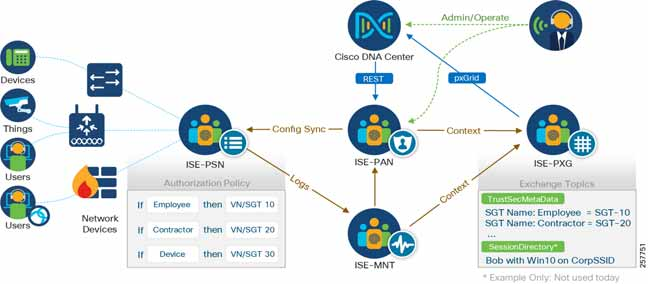 Admin/Operate
Cisco DNA Center
REST
pxGrid
Devices
Things
Users
Users
Network
Devices
ISE-PSN
Config Sync
ISE-PAN
Context
ISE-PXG
Logs
Context
ISE-MNT
Authorization Policy
If Employee then VN/SGT 10
If Contractor then VN/SGT 20
If Device then VN/SGT 30
Exchange Topics
TrustSecMetaData
SGT Name: Employee = SGT-10
SGT Name: Contractor = SGT-20
...
SessionDirectory*
Bob with Win10 on CorpSSID
* Example Only: Not used today
257751